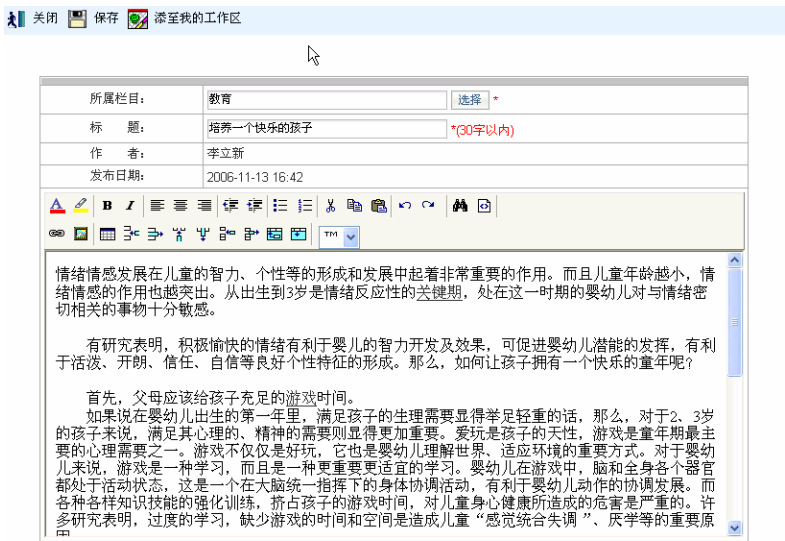 关闭 保存 添至我的工作区
所属栏目： 教育 选择 *
标 题： 培养一个快乐的孩子 *(30字以内)
作 者： 李立新
发布日期： 2006-11-13 16:42
A B I
TM
情绪情感发展在儿童的智力、个性等的形成和发展中起着非常重要的作用。而且儿童年龄越小，情
绪情感的作用也越突出。从出生到3岁是情绪反应性的关键期，处在这一时期的婴幼儿对与情绪密
切相关的事物十分敏感。
有研究表明，积极愉快的情绪有利于婴儿的智力开发及效果，可促进婴幼儿潜能的发挥，有利
于活泼、开朗、信任、自信等良好个性特征的形成。那么，如何让孩子拥有一个快乐的童年呢?
首先，父母应该给孩子充足的游戏时间。
如果说在婴幼儿出生的第一年里，满足孩子的生理需要显得举足轻重的话，那么，对于2、3岁
的孩子来说，满足其心理的、精神的需要则显得更加重要。爱玩是孩子的天性，游戏是童年期最主
要的心理需要之一。游戏不仅仅是好玩，它也是婴幼儿理解世界、适应环境的重要方式。对于婴幼
儿来说，游戏是一种学习，而且是一种更重要更适宜的学习。婴幼儿在游戏中，脑和全身各个器官
都处于活动状态，这是一个在大脑统一指挥下的身体协调活动，有利于婴幼儿动作的协调发展。而
各种各样知识技能的强化训练，挤占孩子的游戏时间，对儿童身心健康所造成的危害是严重的。许
多研究表明，过度的学习，缺少游戏的时间和空间是造成儿童“感觉统合失调 ”、厌学等的重要原